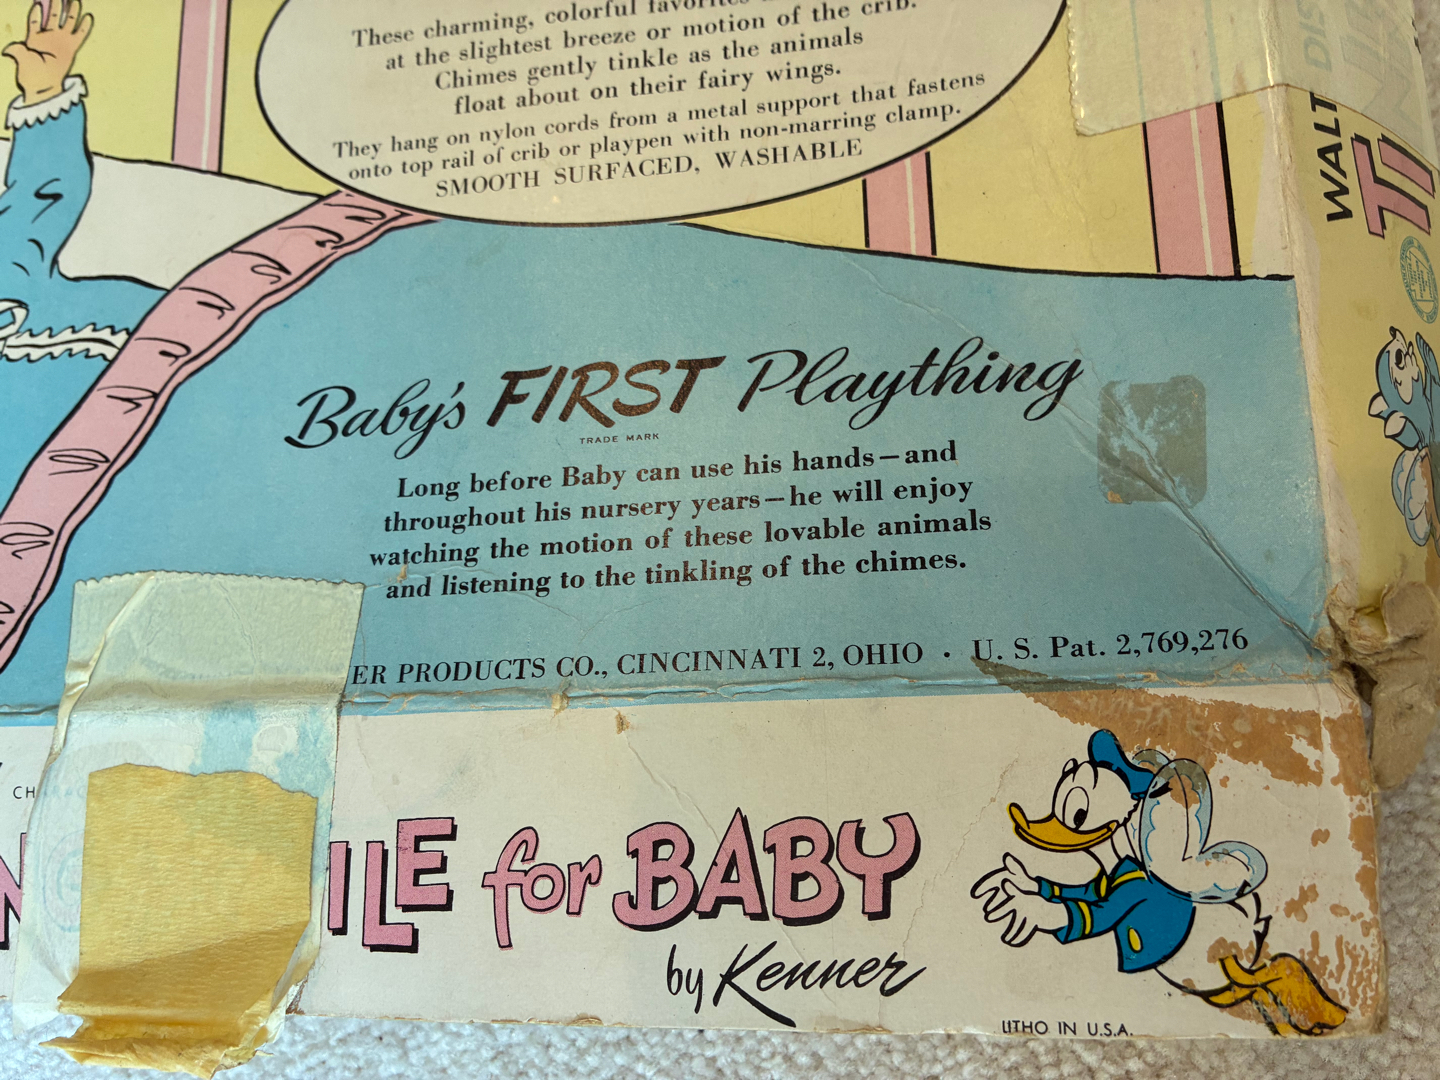 These charming, colorful
at the slightest breeze or motion of the crib.
Chimes gently tinkle as the animals
float about on their fairy wings.
They hang on nylon cords from a metal support that fastens
onto top rail of crib or playpen with non-marring clamp.
SMOOTH SURFACED, WASHABLE
Baby's FIRST Plaything
TRADE MARK
Long before Baby can use his hands—and
throughout his nursery years—he will enjoy
watching the motion of these lovable animals
and listening to the tinkling of the chimes.
ER PRODUCTS CO., CINCINNATI 2, OHIO · U. S. Pat. 2,769,276
CHARAC
N ILE for BABY
by Kenner
LITHO IN U.S.A.
WALT DIS
TI